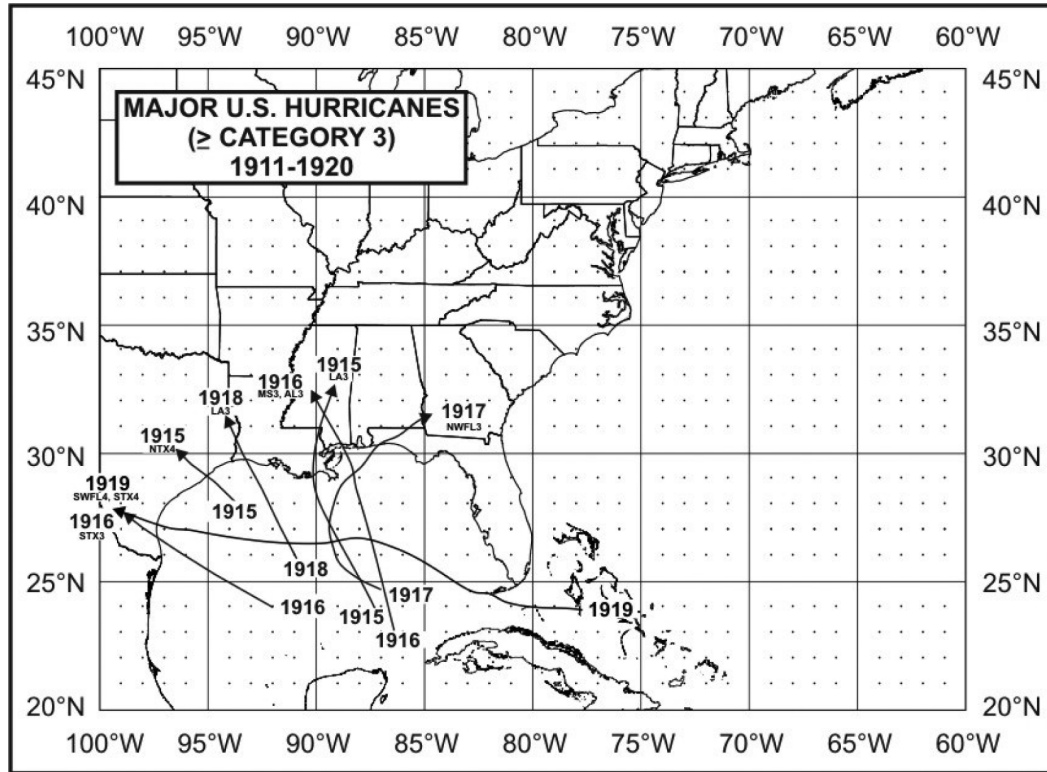 100°W 95°W 90°W 85°W 80°W 75°W 70°W 65°W 60°W
45°N 45°N
MAJOR U.S. HURRICANES
(≥ CATEGORY 3)
1911-1920
40°N 40°N
35°N 35°N
1915
LA3
1916
MS3, AL3
1918
LA3
1917
NWFL3
1915
NTX4
30°N 30°N
1919
SWFL4, STX4
1915
1916
STX3
1918
25°N 25°N
1917
1916
1915
1919
1916
20°N 20°N
100°W 95°W 90°W 85°W 80°W 75°W 70°W 65°W 60°W